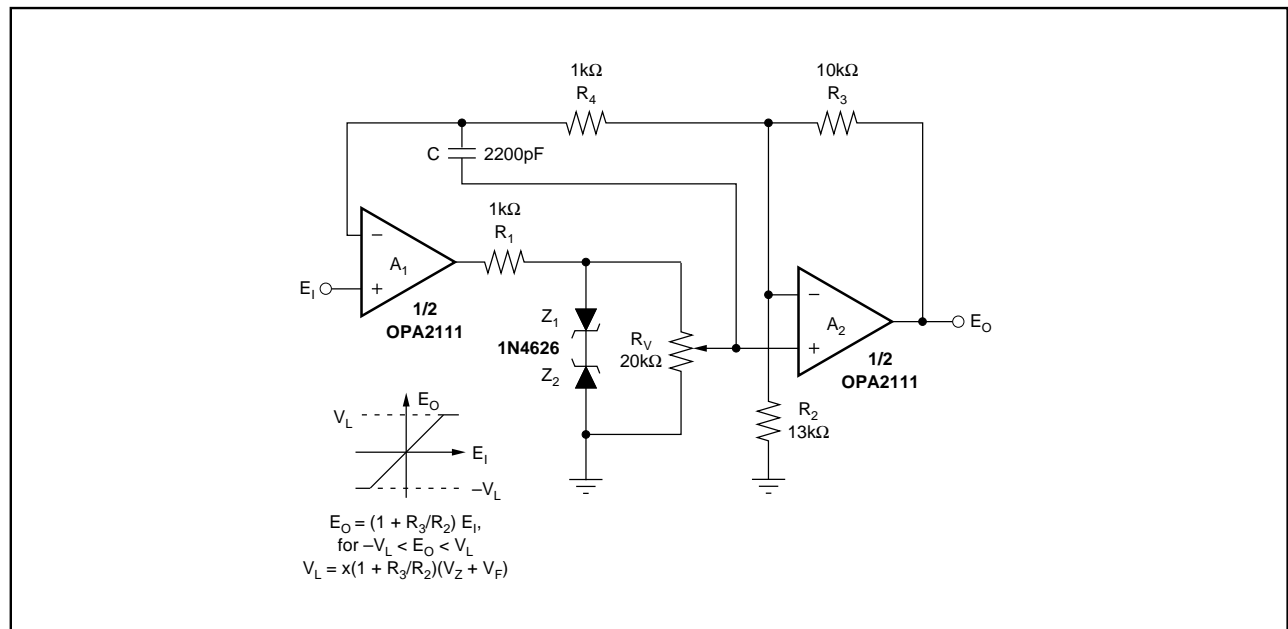 1kΩ
R4
10kΩ
R3
C
2200pF
1kΩ
R1
−
A1
+
EI
1/2
OPA2111
Z1
1N4626
Z2
RV
20kΩ
−
A2
+
EO
1/2
OPA2111
R2
13kΩ
VL
EO
EI
−VL
EO = (1 + R3/R2) EI,
for −VL < EO < VL
VL = x(1 + R3/R2)(VZ + VF)